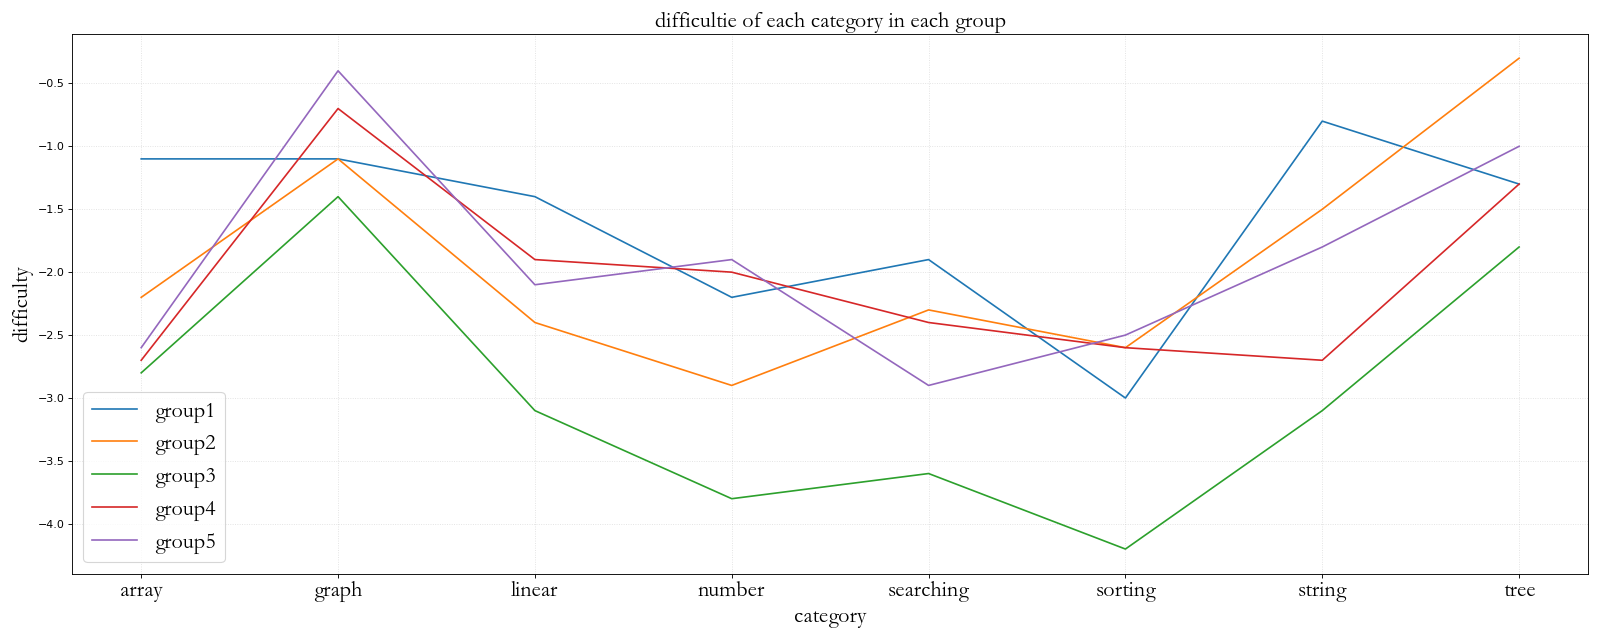 difficultie of each category in each group
difficulty
−0.5
−1.0
−1.5
−2.0
−2.5
−3.0
−3.5
−4.0
group1
group2
group3
group4
group5
array graph linear number searching sorting string tree
category